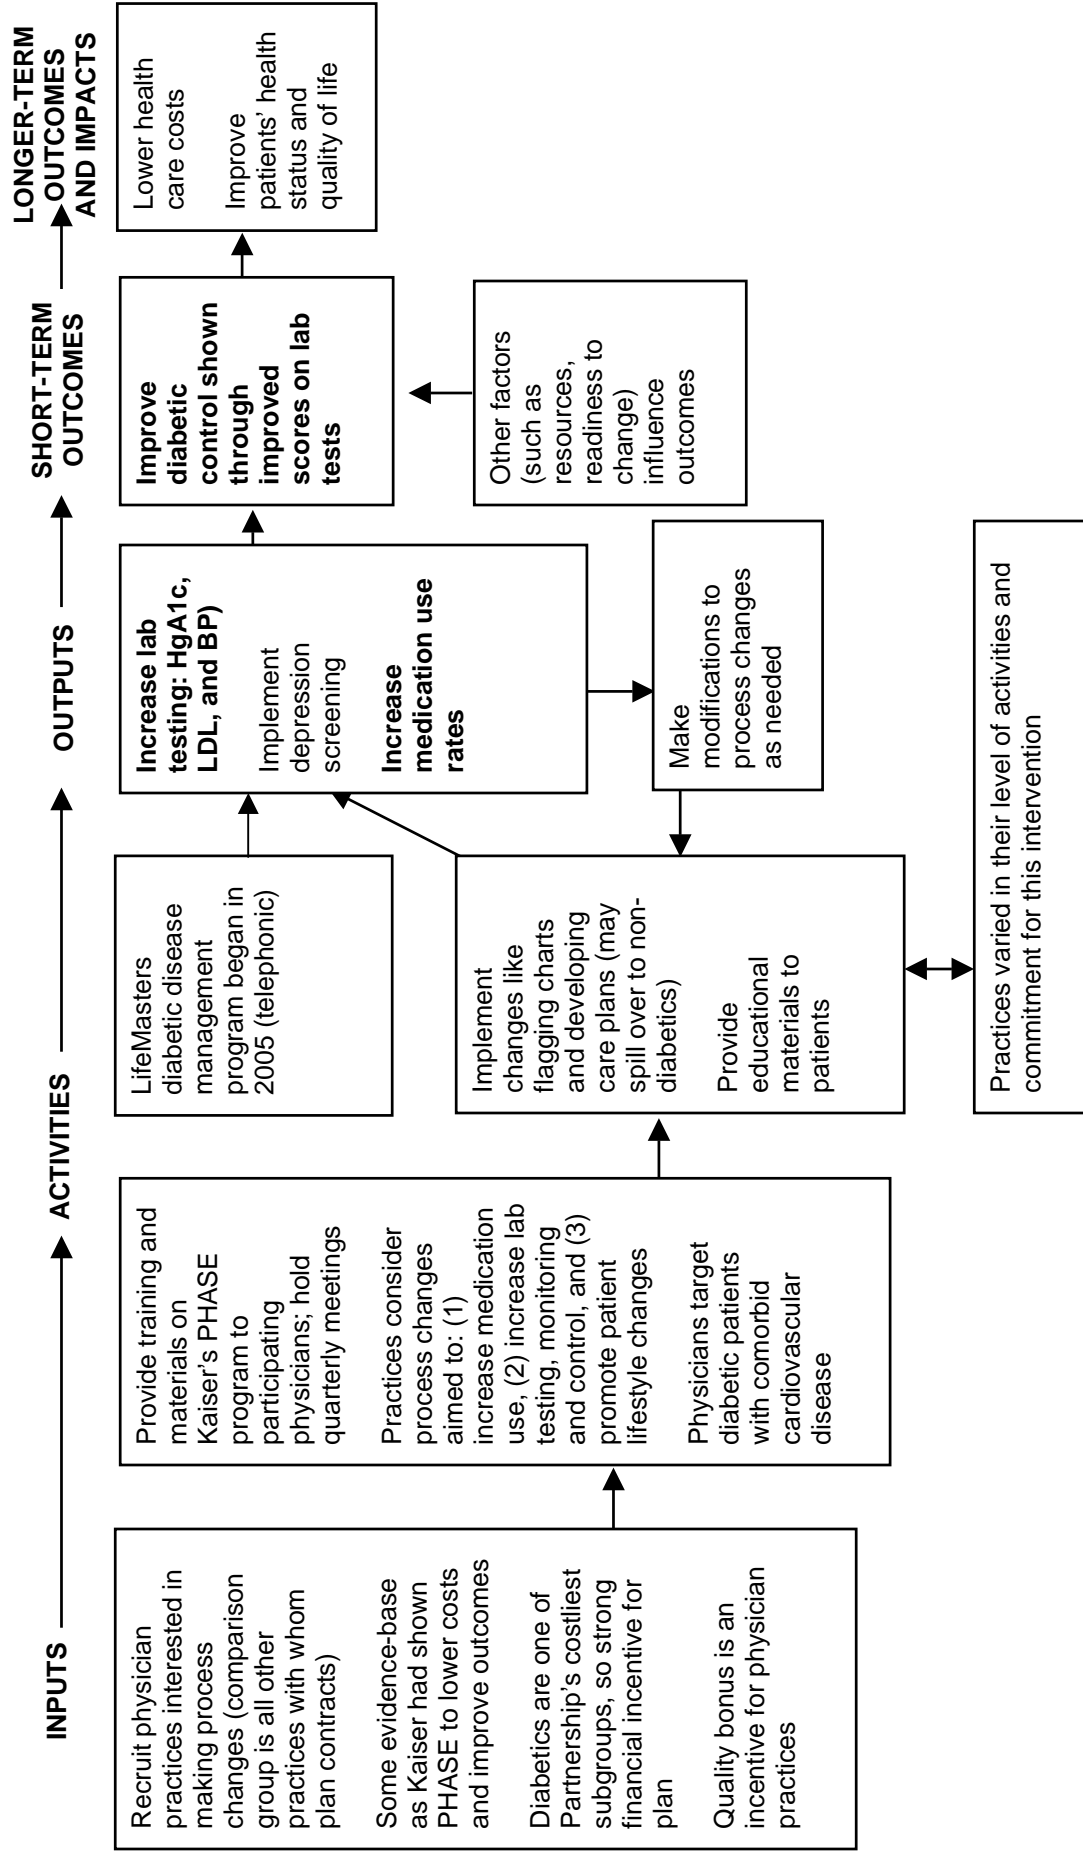 INPUTS
ACTIVITIES
OUTPUTS
SHORT-TERM
OUTCOMES
LONGER-TERM
OUTCOMES
AND IMPACTS
Recruit physician
practices interested in
making process
changes (comparison
group is all other
practices with whom
plan contracts)
Some evidence-base
as Kaiser had shown
PHASE to lower costs
and improve outcomes
Diabetics are one of
Partnership's costliest
subgroups, so strong
financial incentive for
plan
Quality bonus is an
incentive for physician
practices
Provide training and
materials on
Kaiser's PHASE
program to
participating
physicians; hold
quarterly meetings
Practices consider
process changes
aimed to: (1)
increase medication
use, (2) increase lab
testing, monitoring
and control, and (3)
promote patient
lifestyle changes
Physicians target
diabetic patients
with comorbid
cardiovascular
disease
LifeMasters
diabetic disease
management
program began in
2005 (telephonic)
Implement
changes like
flagging charts
and developing
care plans (may
spill over to non-
diabetics)
Provide
educational
materials to
patients
Practices varied in their level of activities and
commitment for this intervention
Increase lab
testing: HgA1c,
LDL, and BP)
Implement
depression
screening
Increase
medication use
rates
Make
modifications to
process changes
as needed
Improve
diabetic
control shown
through
improved
scores on lab
tests
Other factors
(such as
resources,
readiness to
change)
influence
outcomes
Lower health
care costs
Improve
patients' health
status and
quality of life